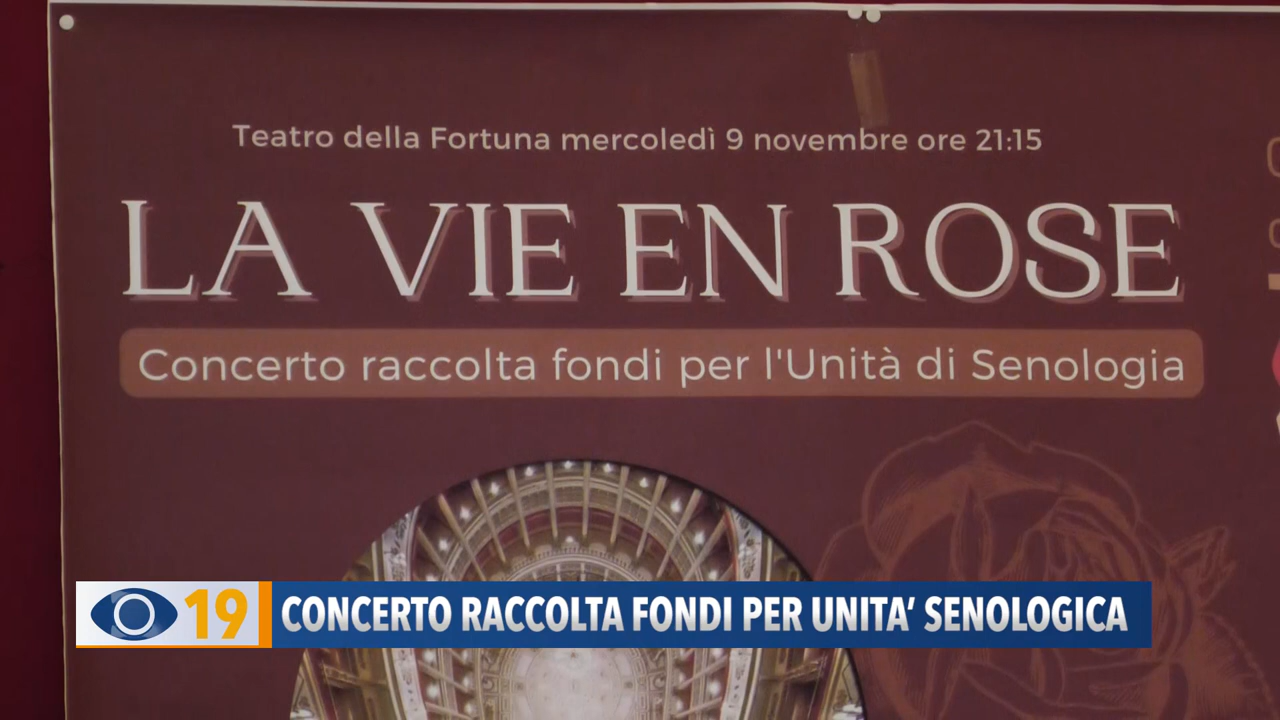 Teatro della Fortuna mercoledì 9 novembre ore 21:15
LA VIE EN ROSE
Concerto raccolta fondi per l'Unità di Senologia
19
CONCERTO RACCOLTA FONDI PER UNITA’ SENOLOGICA